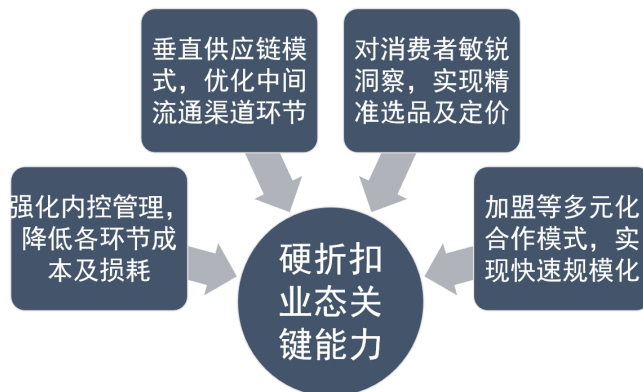 垂直供应链模
式，优化中间
流通渠道环节
对消费者敏锐
洞察，实现精
准选品及定价
强化内控管理，
降低各环节成
本及损耗
加盟等多元化
合作模式，实
现快速规模化
硬折扣
业态关
键能力